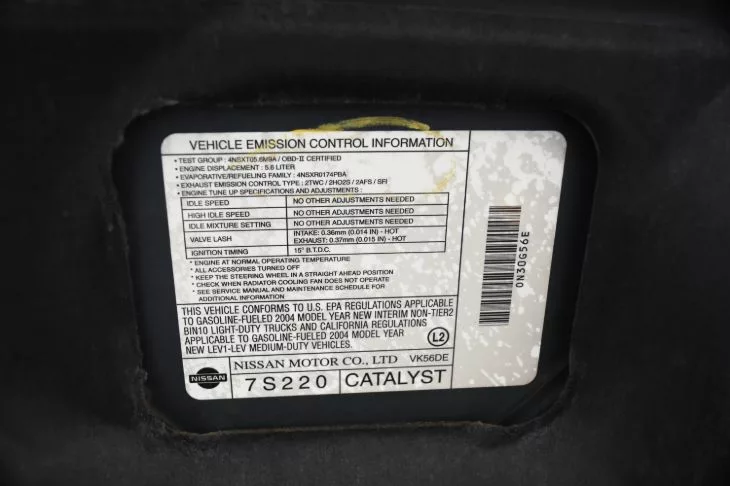 VEHICLE EMISSION CONTROL INFORMATION
• TEST GROUP : 4NSXT05.6M9A / OBD-II CERTIFIED
• ENGINE DISPLACEMENT : 5.6 LITER
• EVAPORATIVE/REFUELING FAMILY : 4NSXR0174PBA
• EXHAUST EMISSION CONTROL TYPE : 2TWC / 2HO2S / 2AFS / SFI
• ENGINE TUNE UP SPECIFICATIONS AND ADJUSTMENTS :
IDLE SPEED NO OTHER ADJUSTMENTS NEEDED
HIGH IDLE SPEED NO OTHER ADJUSTMENTS NEEDED
IDLE MIXTURE SETTING NO OTHER ADJUSTMENTS NEEDED
VALVE LASH INTAKE: 0.36mm (0.014 IN) - HOT
EXHAUST: 0.37mm (0.015 IN) - HOT
IGNITION TIMING 15° B.T.D.C.
* ENGINE AT NORMAL OPERATING TEMPERATURE
* ALL ACCESSORIES TURNED OFF
* KEEP THE STEERING WHEEL IN A STRAIGHT AHEAD POSITION
* CHECK WHEN RADIATOR COOLING FAN DOES NOT OPERATE
* SEE SERVICE MANUAL AND MAINTENANCE SCHEDULE FOR
ADDITIONAL INFORMATION
THIS VEHICLE CONFORMS TO U.S. EPA REGULATIONS APPLICABLE
TO GASOLINE-FUELED 2004 MODEL YEAR NEW INTERIM NON-TIER2
BIN10 LIGHT-DUTY TRUCKS AND CALIFORNIA REGULATIONS
APPLICABLE TO GASOLINE-FUELED 2004 MODEL YEAR
NEW LEV1-LEV MEDIUM-DUTY VEHICLES.
L2
NISSAN
NISSAN MOTOR CO., LTD VK56DE
7S220 CATALYST
0N30G56E